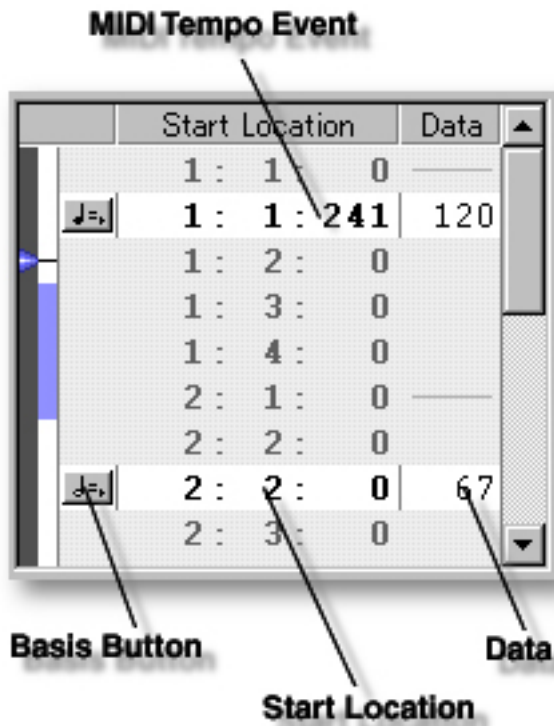 MIDI Tempo Event
Start Location Data
1 : 1 : 0
1 : 1 : 241 120
1 : 2 : 0
1 : 3 : 0
1 : 4 : 0
2 : 1 : 0
2 : 2 : 0
2 : 2 : 0 67
2 : 3 : 0
Basis Button Data
Start Location